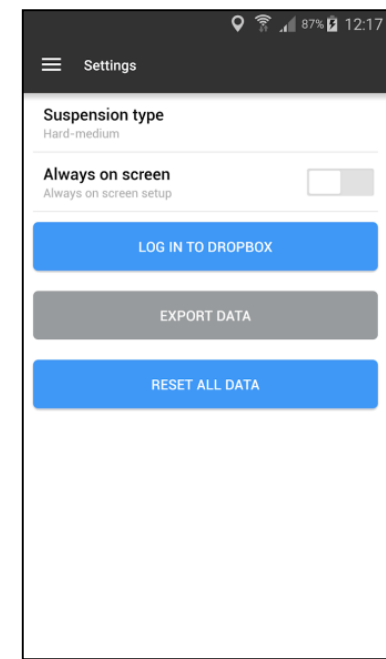 87% 12:17
Settings
Suspension type
Hard-medium
Always on screen
Always on screen setup
LOG IN TO DROPBOX
EXPORT DATA
RESET ALL DATA